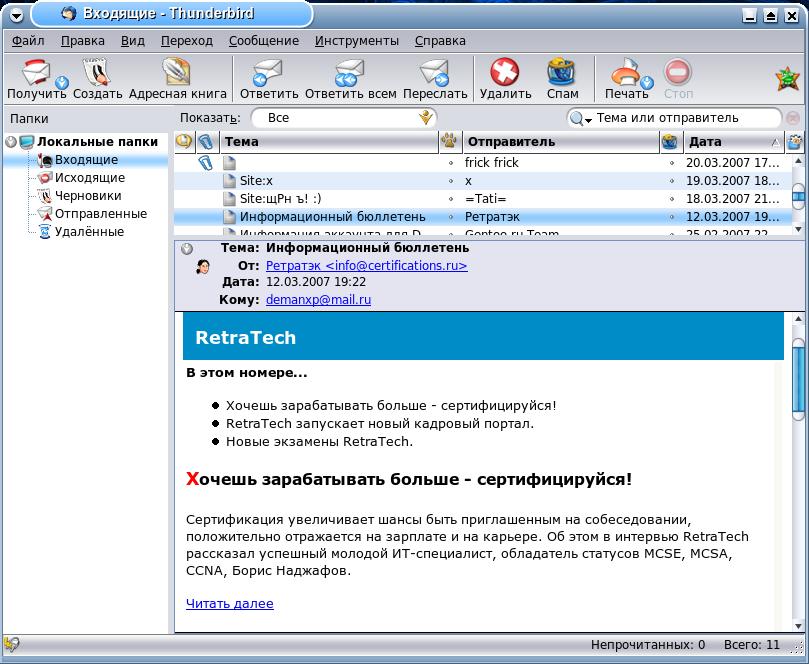 Входящие - Thunderbird
Файл Правка Вид Переход Сообщение Инструменты Справка
Получить Создать Адресная книга Ответить Ответить всем Переслать Удалить Спам Печать Стоп
Папки
Показать: Все Тема или отправитель
Локальные папки
Входящие
Исходящие
Черновики
Отправленные
Удалённые
Тема Отправитель Дата
frick frick 20.03.2007 17...
Site:x x 19.03.2007 18...
Site:щРн ъ! :) =Tati= 18.03.2007 21...
Информационный бюллетень Ретратэк 12.03.2007 19...
Информация аккаунта для D Gentoo.ru Team 25.02.2007 22
Тема: Информационный бюллетень
От: Ретратэк <info@certifications.ru>
Дата: 12.03.2007 19:22
Кому: demanxp@mail.ru
RetraTech
В этом номере...
Хочешь зарабатывать больше - сертифицируйся!
RetraTech запускает новый кадровый портал.
Новые экзамены RetraTech.
Хочешь зарабатывать больше - сертифицируйся!
Сертификация увеличивает шансы быть приглашенным на собеседовании,
положительно отражается на зарплате и на карьере. Об этом в интервью RetraTech
рассказал успешный молодой ИТ-специалист, обладатель статусов MCSE, MCSA,
CCNA, Борис Наджафов.
Читать далее
Непрочитанных: 0 Всего: 11